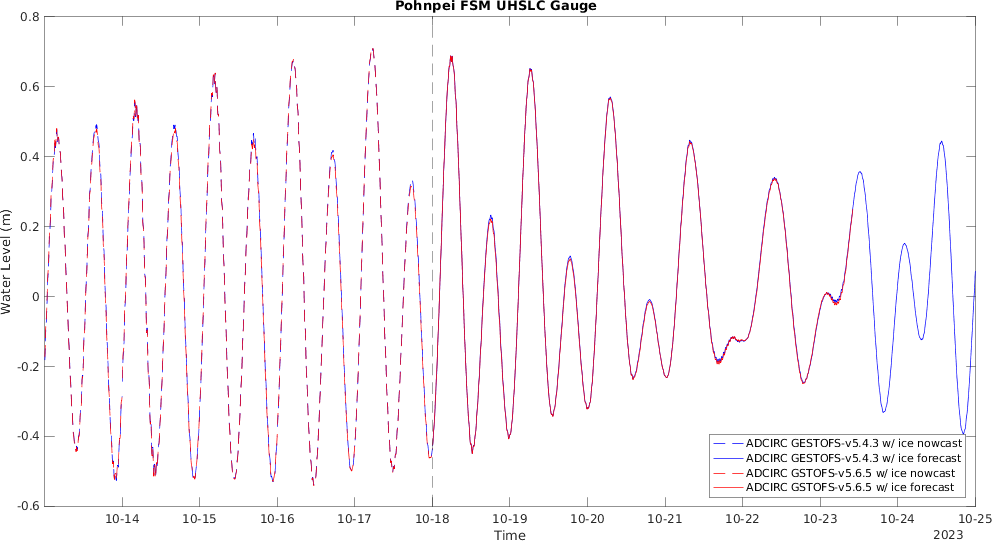 Pohnpei FSM UHSLC Gauge
0.8
0.6
0.4
0.2
0
-0.2
-0.4
-0.6
Water Level (m)
10-14 10-15 10-16 10-17 10-18 10-19 10-20 10-21 10-22 10-23 10-24 10-25
Time
2023
ADCIRC GESTOFS-v5.4.3 w/ ice nowcast
ADCIRC GESTOFS-v5.4.3 w/ ice forecast
ADCIRC GSTOFS-v5.6.5 w/ ice nowcast
ADCIRC GSTOFS-v5.6.5 w/ ice forecast